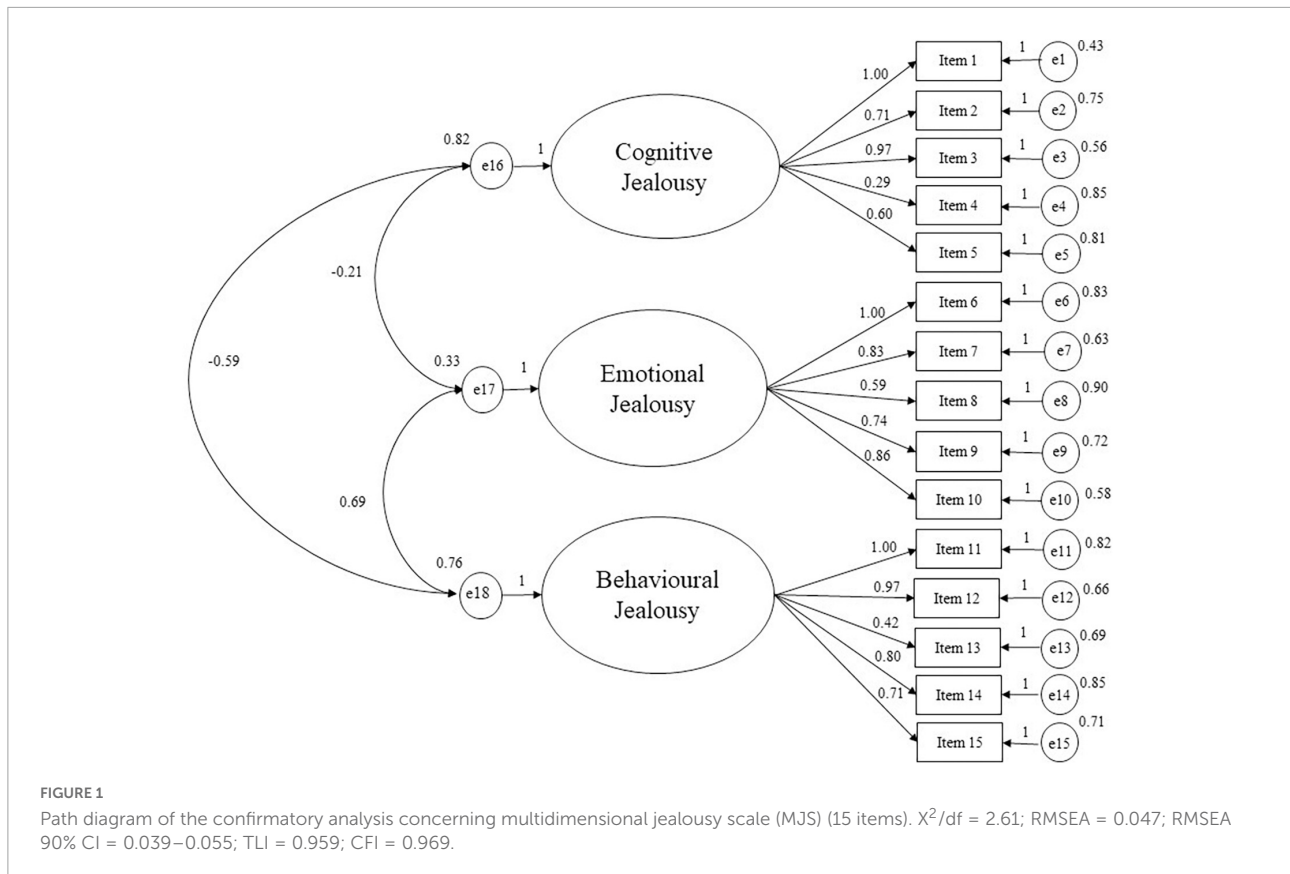 Item 1
1
e1
0.43
1.00
Item 2
1
e2
0.75
0.71
0.82
e16
1
Cognitive
Jealousy
0.97
Item 3
1
e3
0.56
0.29
Item 4
1
e4
0.85
0.60
Item 5
1
e5
0.81
-0.21
-0.59
Item 6
1
e6
0.83
1.00
0.33
e17
1
Emotional
Jealousy
0.83
Item 7
1
e7
0.63
0.59
Item 8
1
e8
0.90
0.74
Item 9
1
e9
0.72
0.86
Item 10
1
e10
0.58
0.69
1.00
Item 11
1
e11
0.82
0.76
e18
1
Behavioural
Jealousy
0.97
Item 12
1
e12
0.66
0.42
Item 13
1
e13
0.69
0.80
Item 14
1
e14
0.85
0.71
Item 15
1
e15
0.71
FIGURE 1
Path diagram of the confirmatory analysis concerning multidimensional jealousy scale (MJS) (15 items). X²/df = 2.61; RMSEA = 0.047; RMSEA
90% CI = 0.039–0.055; TLI = 0.959; CFI = 0.969.